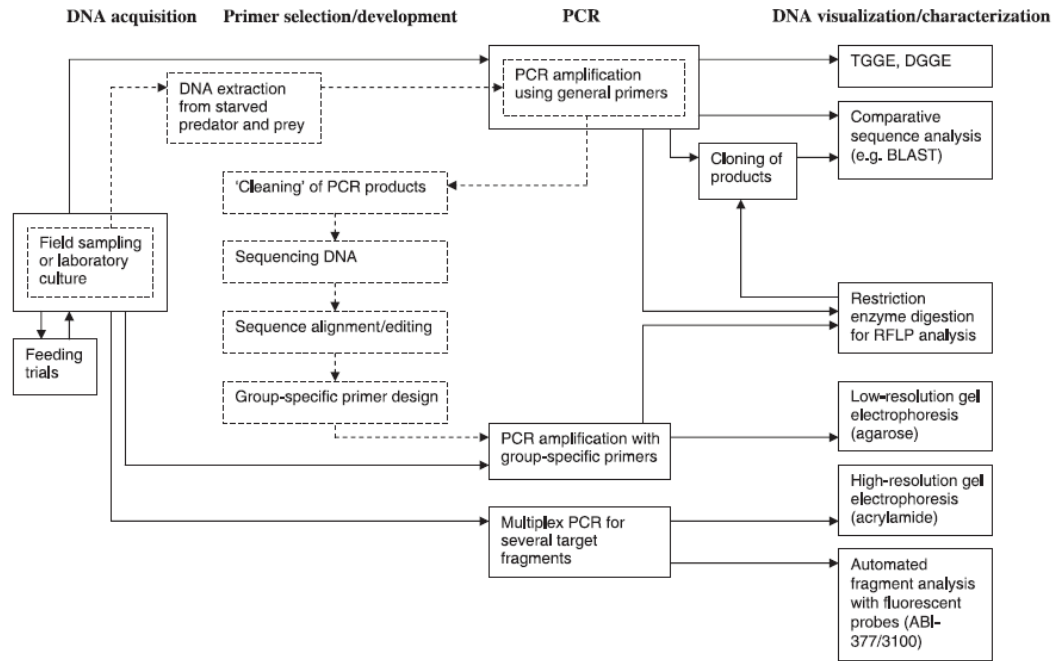 DNA acquisition
Primer selection/development
PCR
DNA visualization/characterization
DNA extraction
from starved
predator and prey
PCR amplification
using general primers
TGGE, DGGE
Comparative
sequence analysis
(e.g. BLAST)
Cloning of
products
'Cleaning' of PCR products
Field sampling
or laboratory
culture
Sequencing DNA
Restriction
enzyme digestion
for RFLP analysis
Sequence alignment/editing
Feeding
trials
Group-specific primer design
Low-resolution gel
electrophoresis
(agarose)
PCR amplification with
group-specific primers
High-resolution gel
electrophoresis
(acrylamide)
Multiplex PCR for
several target
fragments
Automated
fragment analysis
with fluorescent
probes (ABI-
377/3100)